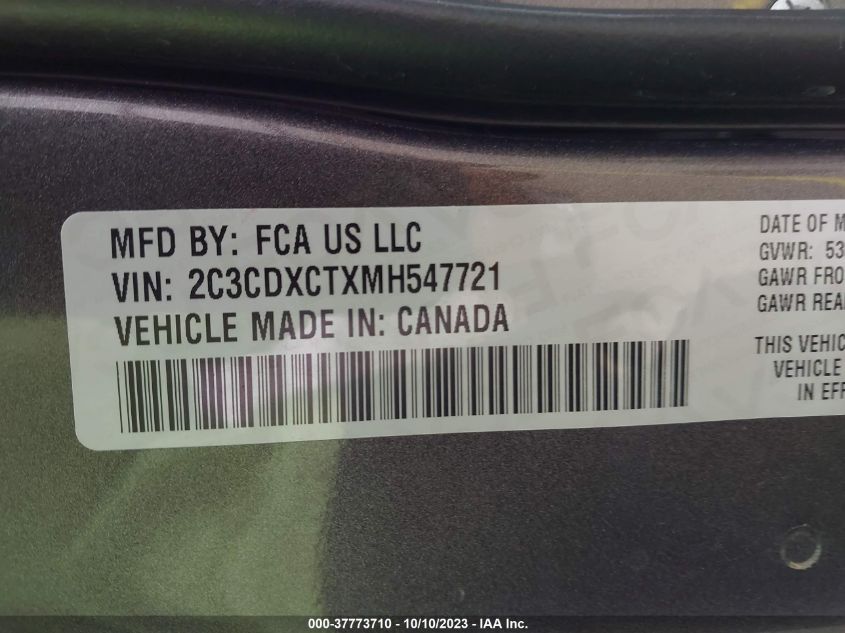 MFD BY: FCA US LLC
VIN: 2C3CDXCTXMH547721
VEHICLE MADE IN: CANADA
DATE OF M
GVWR: 53
GAWR FRO
GAWR REA
THIS VEHIC
VEHICLE
IN EFF
000-37773710 - 10/10/2023 - IAA Inc.